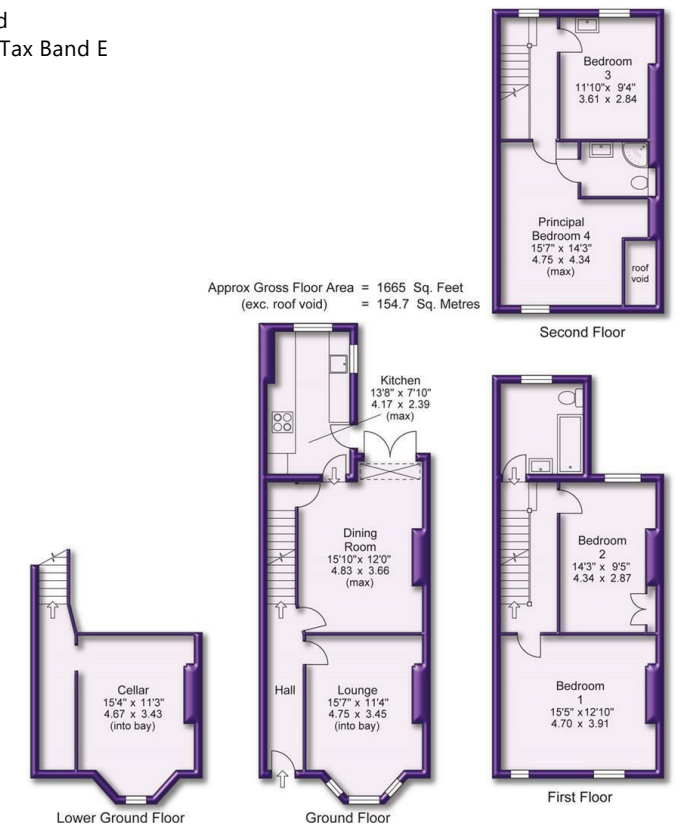 d
Tax Band E
Bedroom
3
11'10"x 9'4"
3.61 x 2.84
Principal
Bedroom 4
15'7" x 14'3"
4.75 x 4.34
(max)
roof
void
Second Floor
Approx Gross Floor Area = 1665 Sq. Feet
(exc. roof void) = 154.7 Sq. Metres
Kitchen
13'8" x 7'10"
4.17 x 2.39
(max)
Dining
Room
15'10"x 12'0"
4.83 x 3.66
(max)
Hall
Lounge
15'7" x 11'4"
4.75 x 3.45
(into bay)
Ground Floor
Cellar
15'4" x 11'3"
4.67 x 3.43
(into bay)
Lower Ground Floor
Bedroom
2
14'3" x 9'5"
4.34 x 2.87
Bedroom
1
15'5" x12'10"
4.70 x 3.91
First Floor